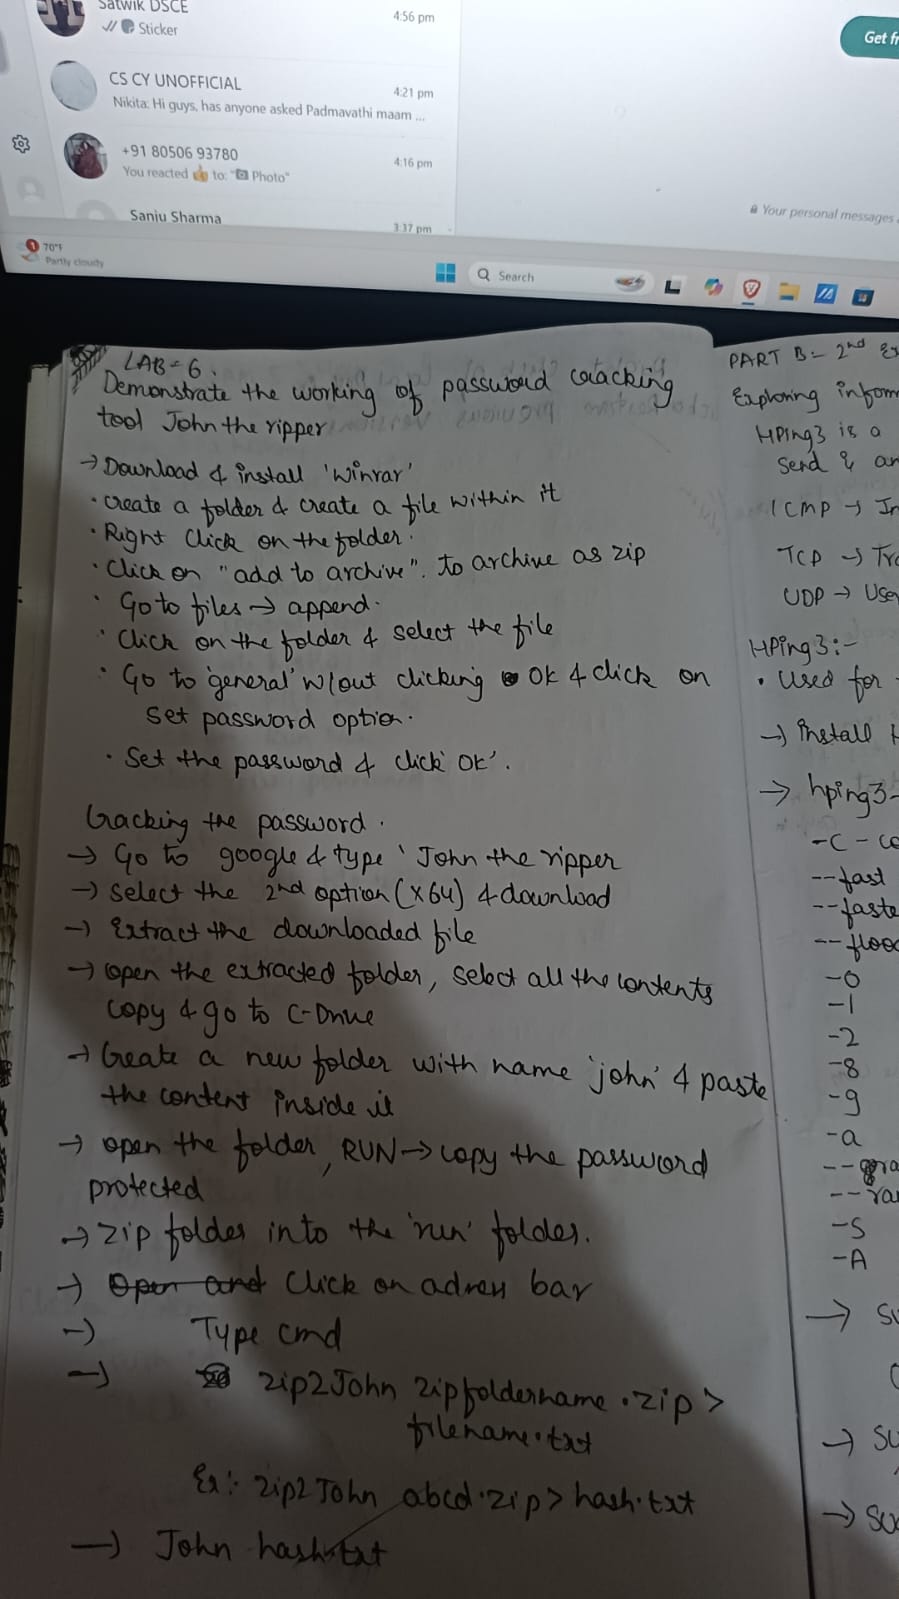 Satwik DSCE
4:56 pm
Sticker
Get fr
CS CY UNOFFICIAL
4:21 pm
Nikita: Hi guys, has anyone asked Padmavathi maam ...
+91 80506 93780
4:16 pm
You reacted 👍 to: "📷 Photo"
Your personal messages
Sanju Sharma
3:37 pm
1
70°F
Partly cloudy
Search
LAB-6.
Demonstrate the working of password cracking
tool John the ripper
→ Download & install 'winrar'
• create a folder & create a file within it
• Right Click on the folder.
• Click on "add to archive". to archive as zip
• Go to files → append.
• Click on the folder & select the file
• Go to 'general' w/out clicking OK & click on
set password option.
• Set the password & click 'OK'.
Cracking the password.
→ Go to google & type 'John the ripper
→ select the 2nd option (x64) & download
→ Extract the downloaded file
→ open the extracted folder, select all the contents
copy & go to C-Drive
→ Create a new folder with name 'john' & paste
the content inside it
→ open the folder, RUN → copy the password
protected
→ zip folder into the 'run' folder.
→ Open and Click on adress bar
→ Type cmd
→ zip2John zipfoldername.zip >
filename.txt
Ex:- zip2John abcd.zip > hash.txt
→ John hash.txt
PART B:- 2nd Ex
Exploring inform
HPing3 is a
send & an
ICMP → In
TCP → Tra
UDP → User
HPing3:-
• Used for
→ install H
→ hping3-
-c - co
--fast
--faste
--flood
-0
-1
-2
-8
-9
-a
--ra
-S
-A
→ su
→ su
→ su